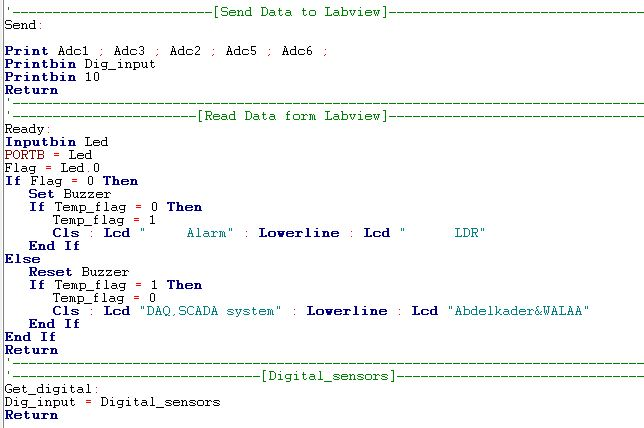 '-------------------------[Send Data to Labview]--------------------------------
Send:
Print Adc1 ; Adc3 ; Adc2 ; Adc5 ; Adc6 ;
Printbin Dig_input
Printbin 10
Return
'-------------------------------------------------------------------------------
'-----------------------[Read Data form Labview]--------------------------------
Ready:
Inputbin Led
PORTB = Led
Flag = Led.0
If Flag = 0 Then
   Set Buzzer
   If Temp_flag = 0 Then
      Temp_flag = 1
      Cls : Lcd "     Alarm" : Lowerline : Lcd "      LDR"
   End If
Else
   Reset Buzzer
   If Temp_flag = 1 Then
      Temp_flag = 0
      Cls : Lcd "DAQ,SCADA system" : Lowerline : Lcd "Abdelkader&WALAA"
   End If
End If
Return
'-------------------------------------------------------------------------------
'-------------------------------[Digital_sensors]-------------------------------
Get_digital:
Dig_input = Digital_sensors
Return